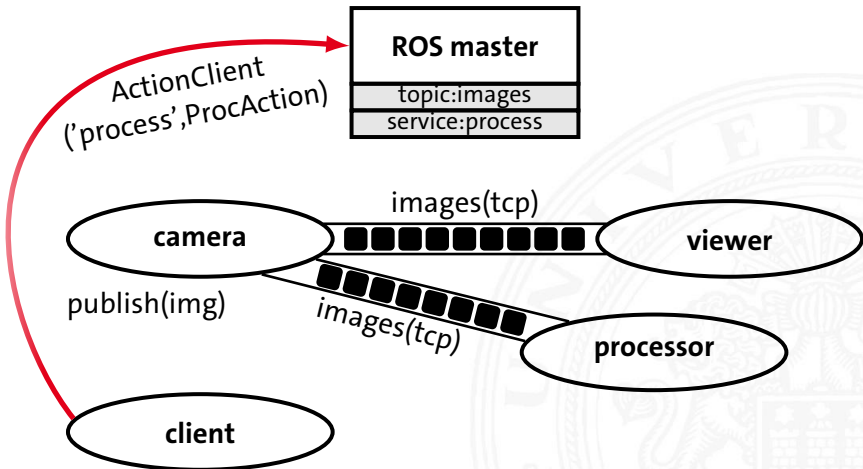 ROS master
topic:images
service:process
ActionClient
('process',ProcAction)
images(tcp)
camera
viewer
publish(img)
images(tcp)
processor
client